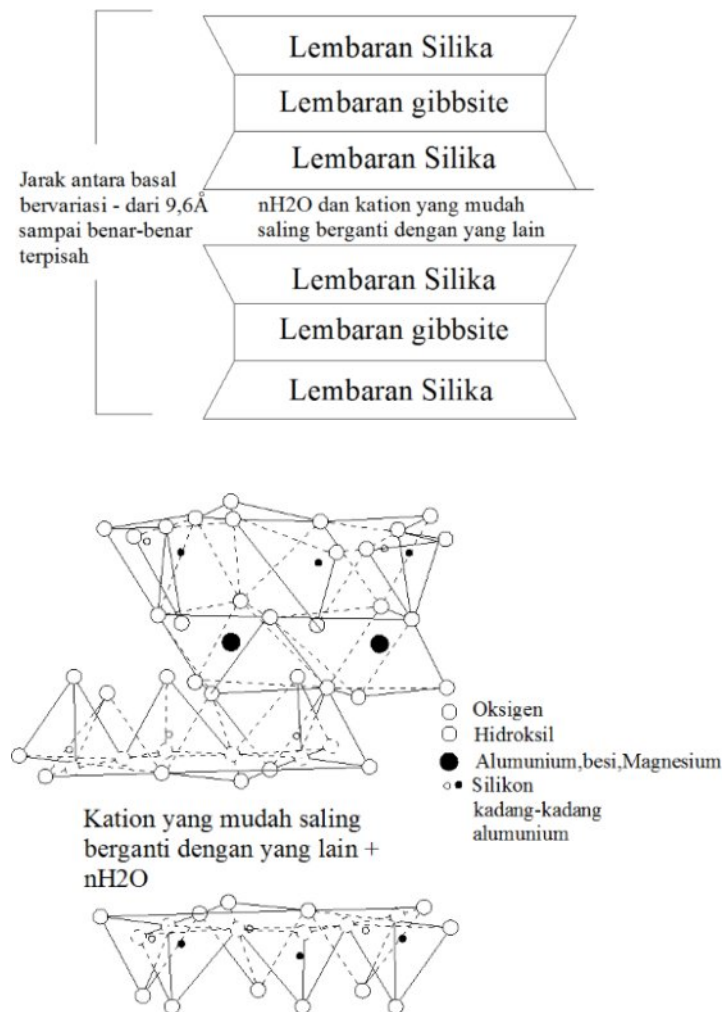 Lembaran Silika
Lembaran gibbsite
Lembaran Silika
Jarak antara basal
bervariasi - dari 9,6Å
sampai benar-benar
terpisah
nH2O dan kation yang mudah
saling berganti dengan yang lain
Lembaran Silika
Lembaran gibbsite
Lembaran Silika
Oksigen
Hidroksil
Alumunium,besi,Magnesium
Silikon
kadang-kadang
alumunium
Kation yang mudah saling
berganti dengan yang lain +
nH2O